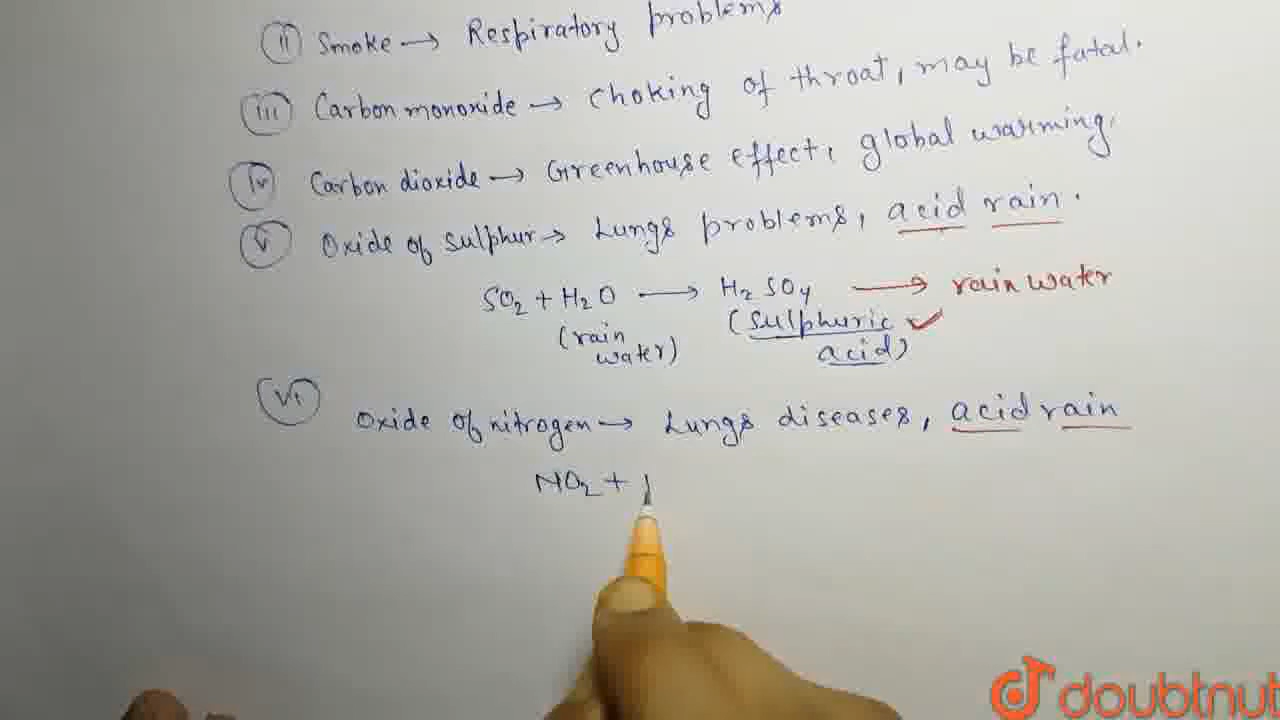 (ii) Smoke → Respiratory problems
(iii) Carbon monoxide → Choking of throat, may be fatal.
(iv) Carbon dioxide → Greenhouse effect, global warming.
(v) Oxide of sulphur → Lungs problems, acid rain.
SO₂ + H₂O → H₂SO₄ → rain water
(rain water) (sulphuric ✓ acid)
(vi) Oxide of nitrogen → Lungs diseases, acid rain
NO₂ +
doubtnut